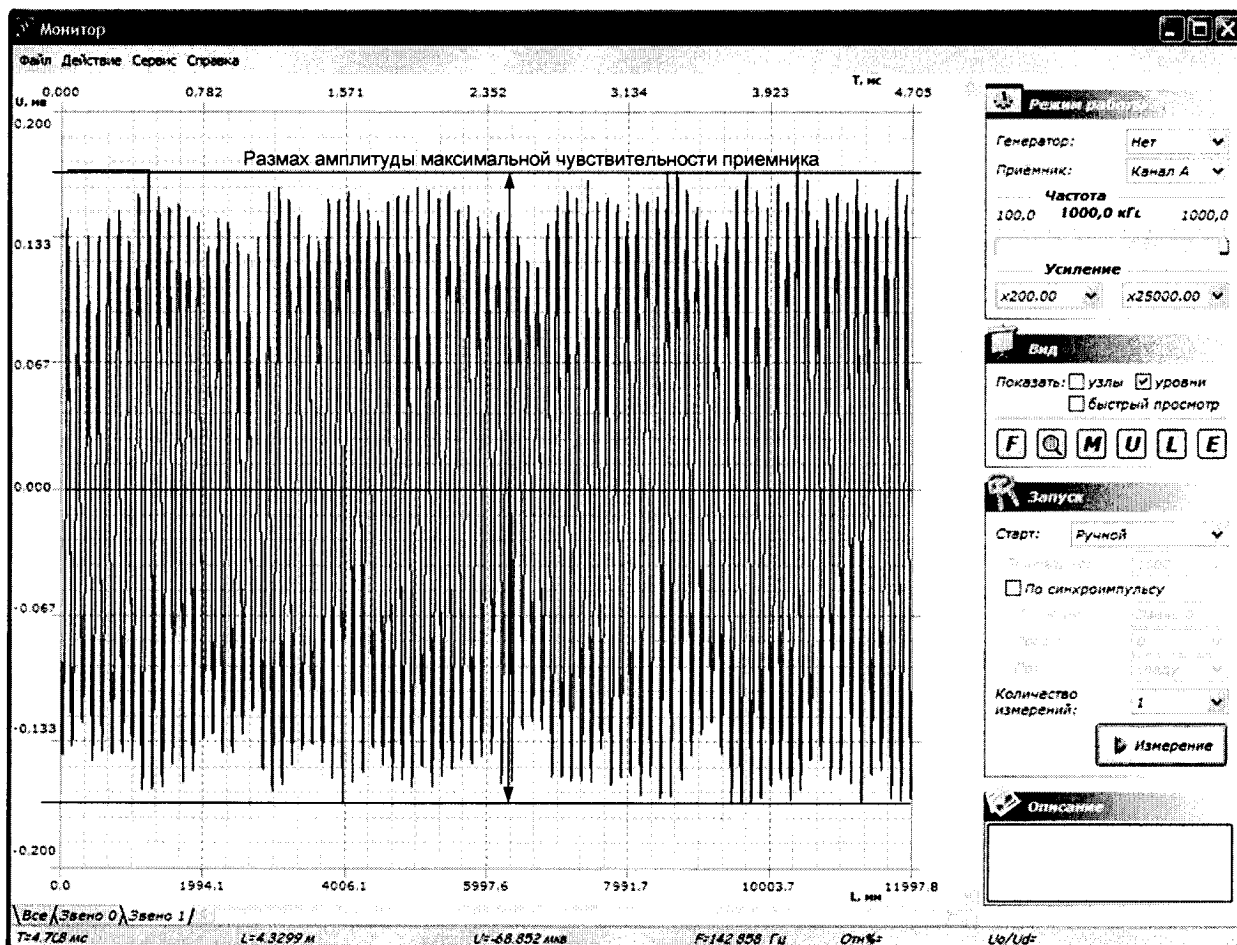 Монитор
Файл Действие Сервис Справка
T, мс
0.000 0.782 1.571 2.352 3.134 3.923 4.705
U, мв
0.200
Размах амплитуды максимальной чувствительности приемника
0.133
0.067
0.000
-0.067
-0.133
-0.200
0.0 1994.1 4006.1 5997.6 7991.7 10003.7 11997.8
L, мм
Все Звено 0 Звено 1
T=4.708 мс L=4.3299 м U=-68.852 мкв F=142 858 Гц Отн%= Uo/Ud=
Режим работы
Генератор: Нет
Приёмник: Канал А
Частота
100,0 1000,0 кГц 1000,0
Усиление
x200.00 x25000.00
Вид
Показать: узлы уровни
быстрый просмотр
F M U L E
Запуск
Старт: Ручной
По синхроимпульсу
Количество
измерений: 1
Измерение
Описание